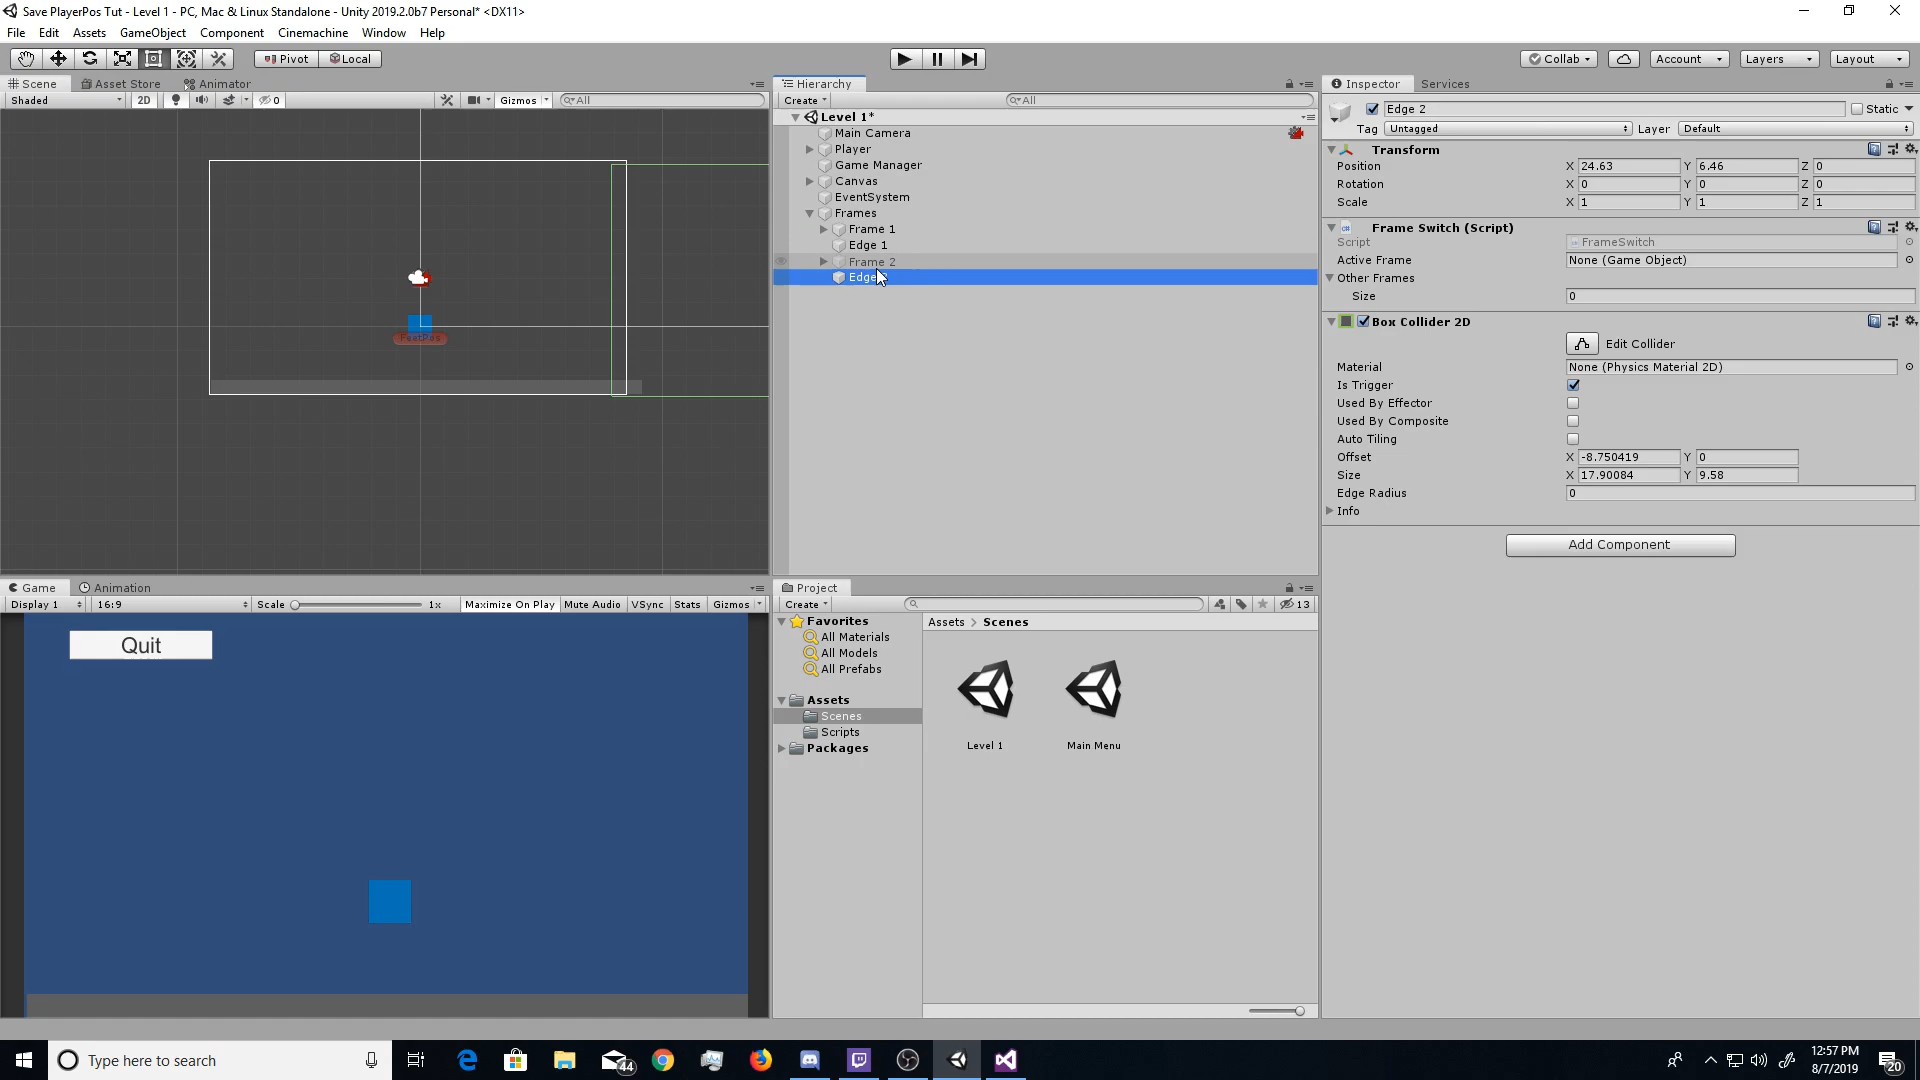 Save PlayerPos Tut - Level 1 - PC, Mac & Linux Standalone - Unity 2019.2.0b7 Personal* <DX11>
File Edit Assets GameObject Component Cinemachine Window Help
Pivot Local Collab Account Layers Layout
Scene Asset Store Animator
Shaded 2D 0 Gizmos All
FeetPos
Hierarchy
Create All
Level 1*
Main Camera
Player
Game Manager
Canvas
EventSystem
Frames
Frame 1
Edge 1
Frame 2
Edge
Inspector Services
Edge 2 Static
Tag Untagged Layer Default
Transform
Position X 24.63 Y 6.46 Z 0
Rotation X 0 Y 0 Z 0
Scale X 1 Y 1 Z 1
Frame Switch (Script)
Script FrameSwitch
Active Frame None (Game Object)
Other Frames
Size 0
Box Collider 2D
Edit Collider
Material None (Physics Material 2D)
Is Trigger
Used By Effector
Used By Composite
Auto Tiling
Offset X -8.750419 Y 0
Size X 17.90084 Y 9.58
Edge Radius 0
Info
Add Component
Game Animation
Display 1 16:9 Scale 1x Maximize On Play Mute Audio VSync Stats Gizmos
Quit
Project
Create 13
Favorites
All Materials
All Models
All Prefabs
Assets
Scenes
Scripts
Packages
Assets > Scenes
Level 1 Main Menu
Type here to search
44
12:57 PM
8/7/2019
20